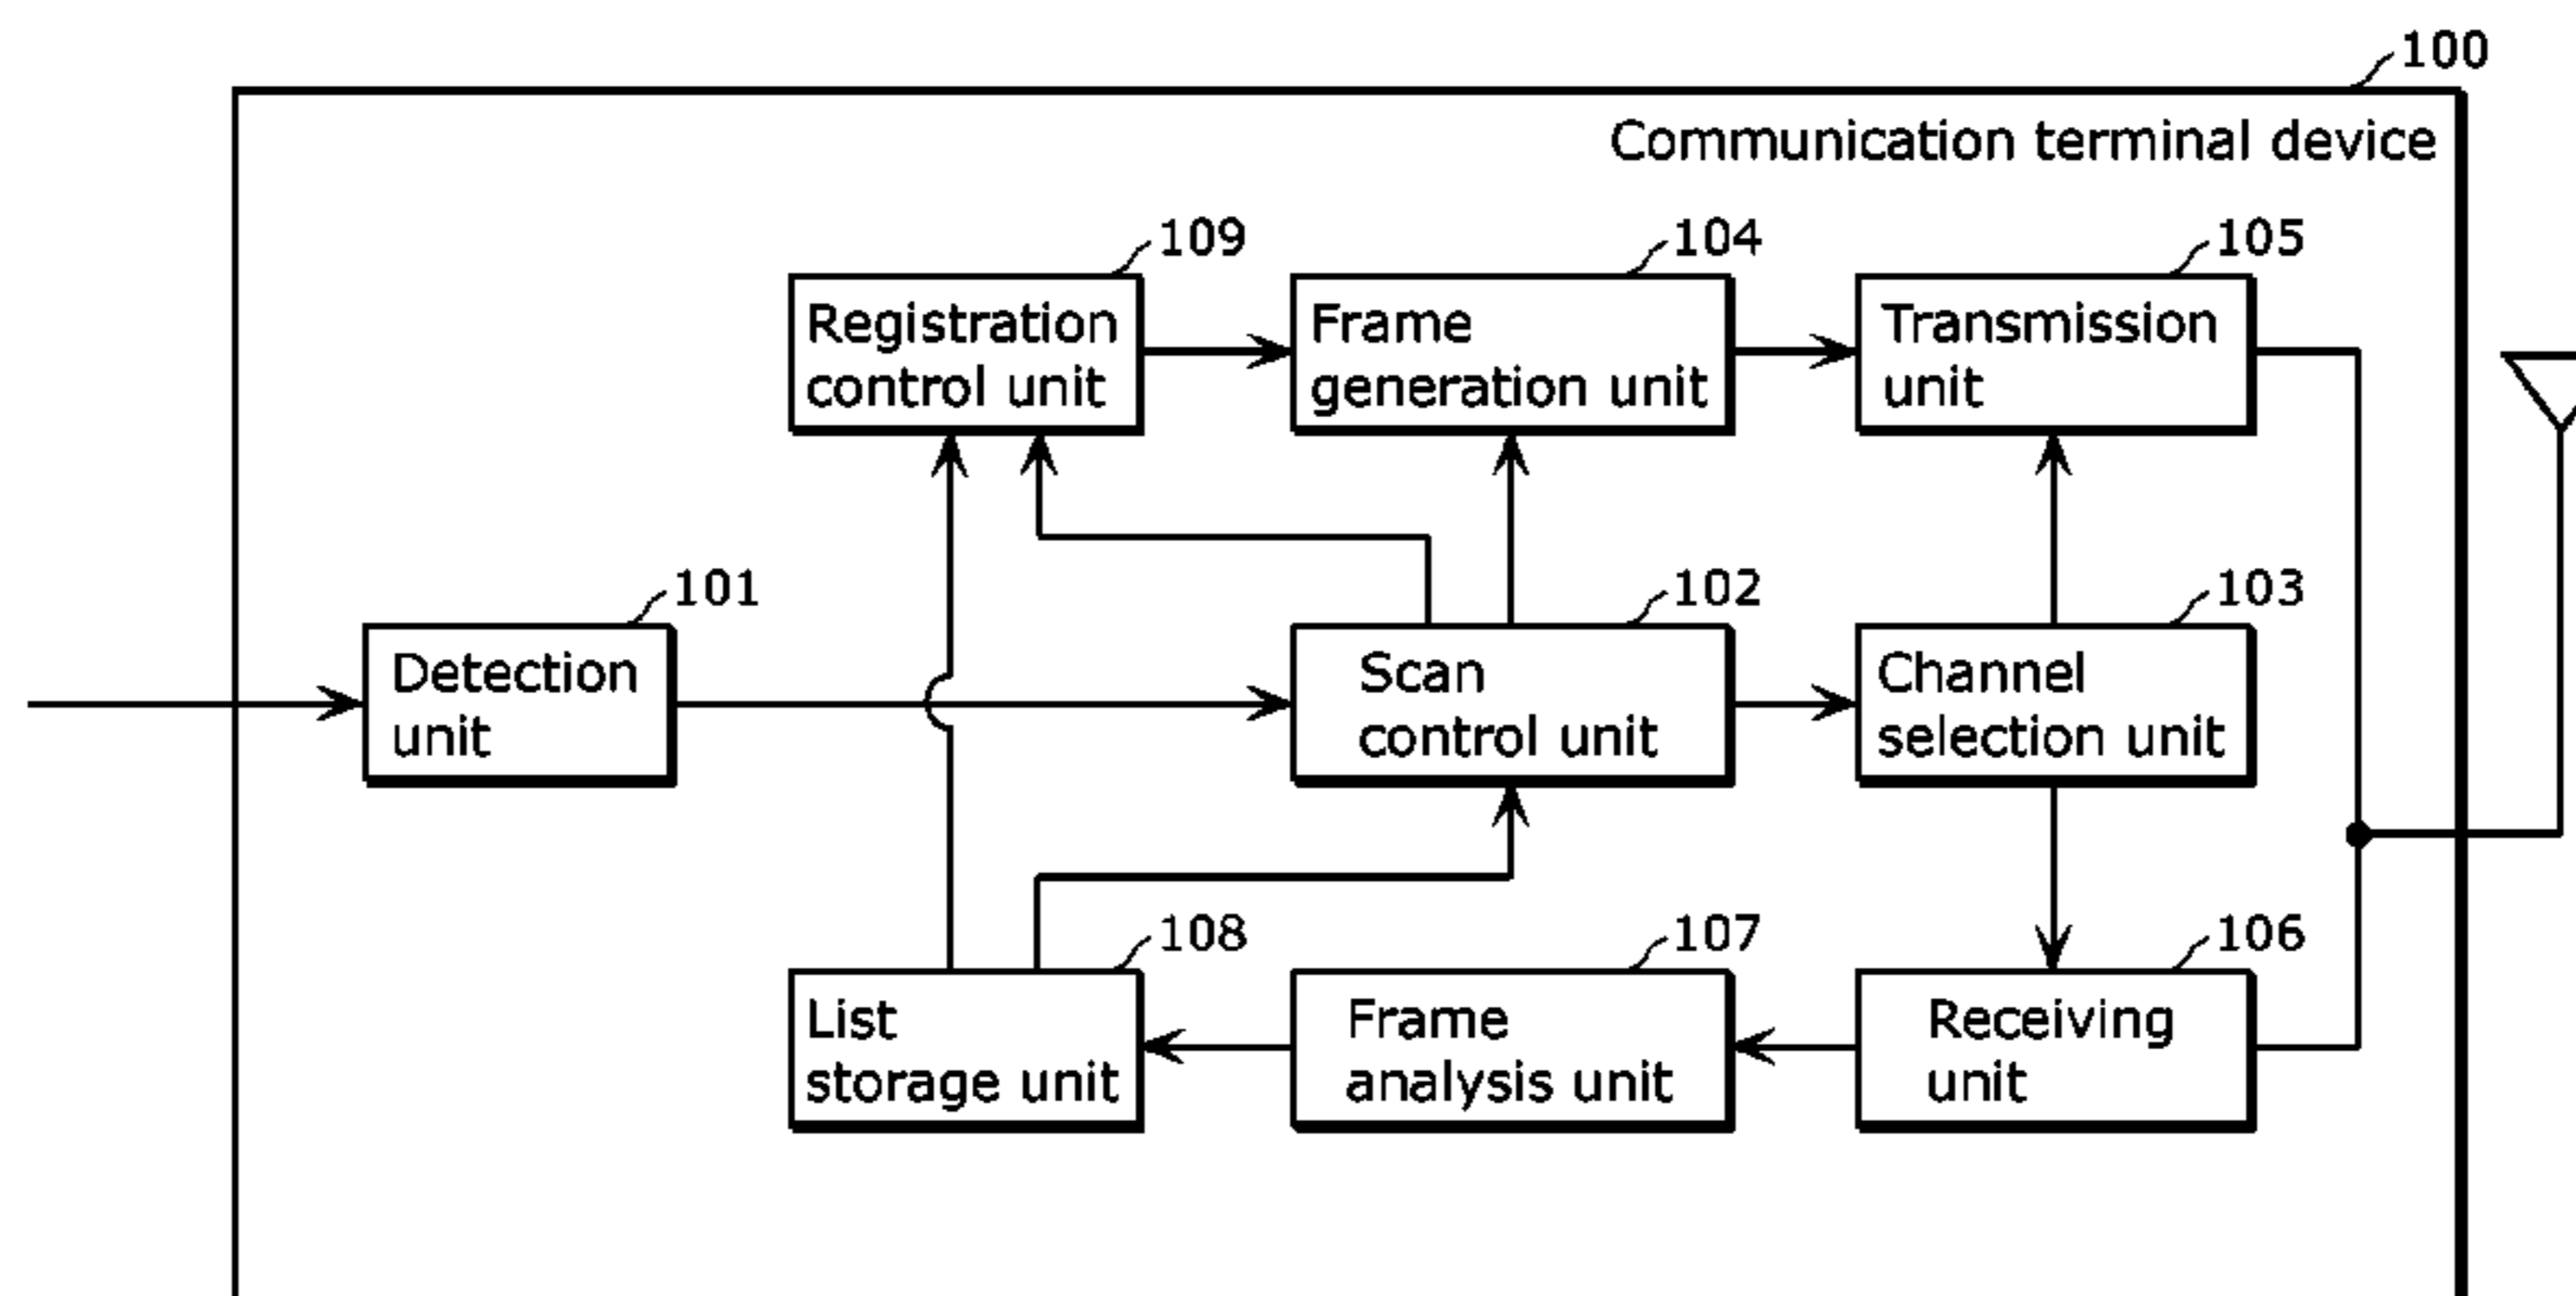 100
Communication terminal device
109
104
105
Registration
control unit
Frame
generation unit
Transmission
unit
101
102
103
Detection
unit
Scan
control unit
Channel
selection unit
108
107
106
List
storage unit
Frame
analysis unit
Receiving
unit